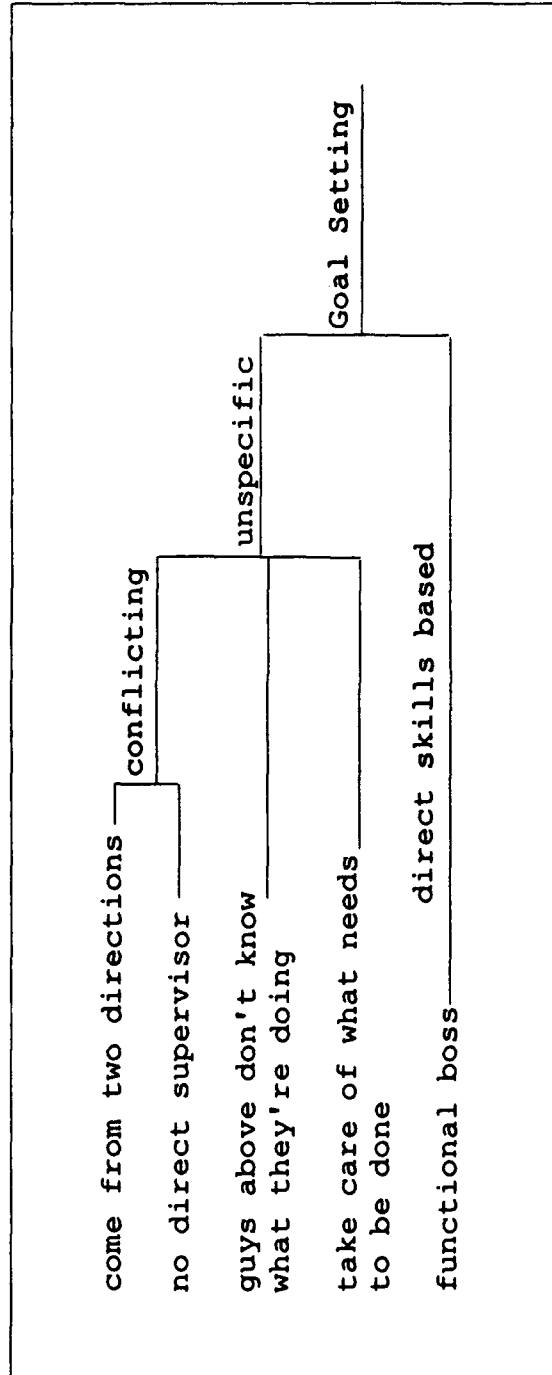 come from two directions
conflicting
no direct supervisor
unspecific
guys above don't know
what they're doing
Goal Setting
take care of what needs
to be done
direct skills based
functional boss